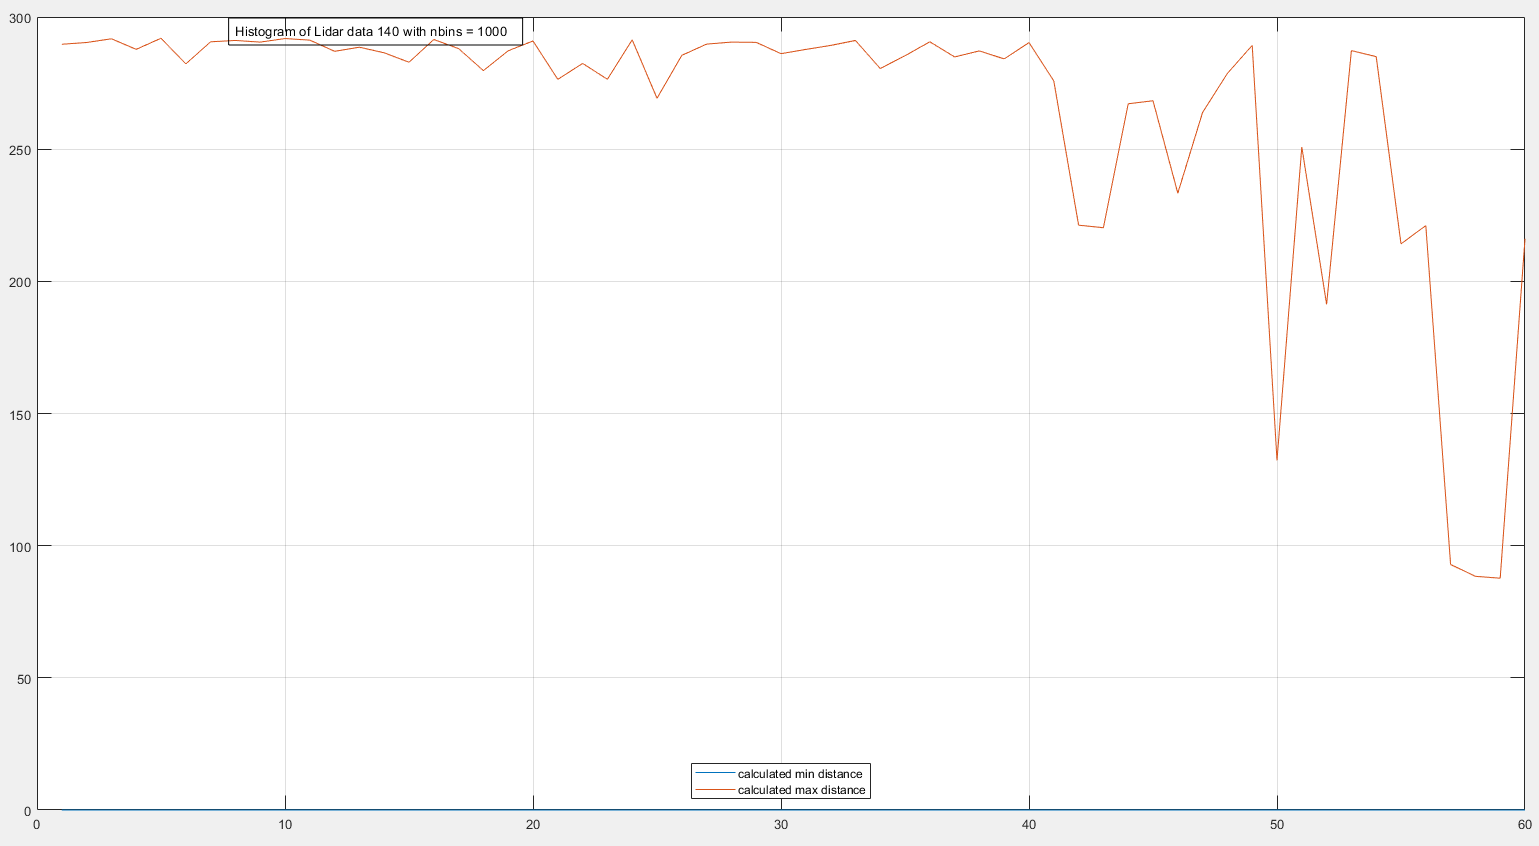 Histogram of Lidar data 140 with nbins = 1000
300
250
200
150
100
50
0
calculated min distance
calculated max distance
0 10 20 30 40 50 60